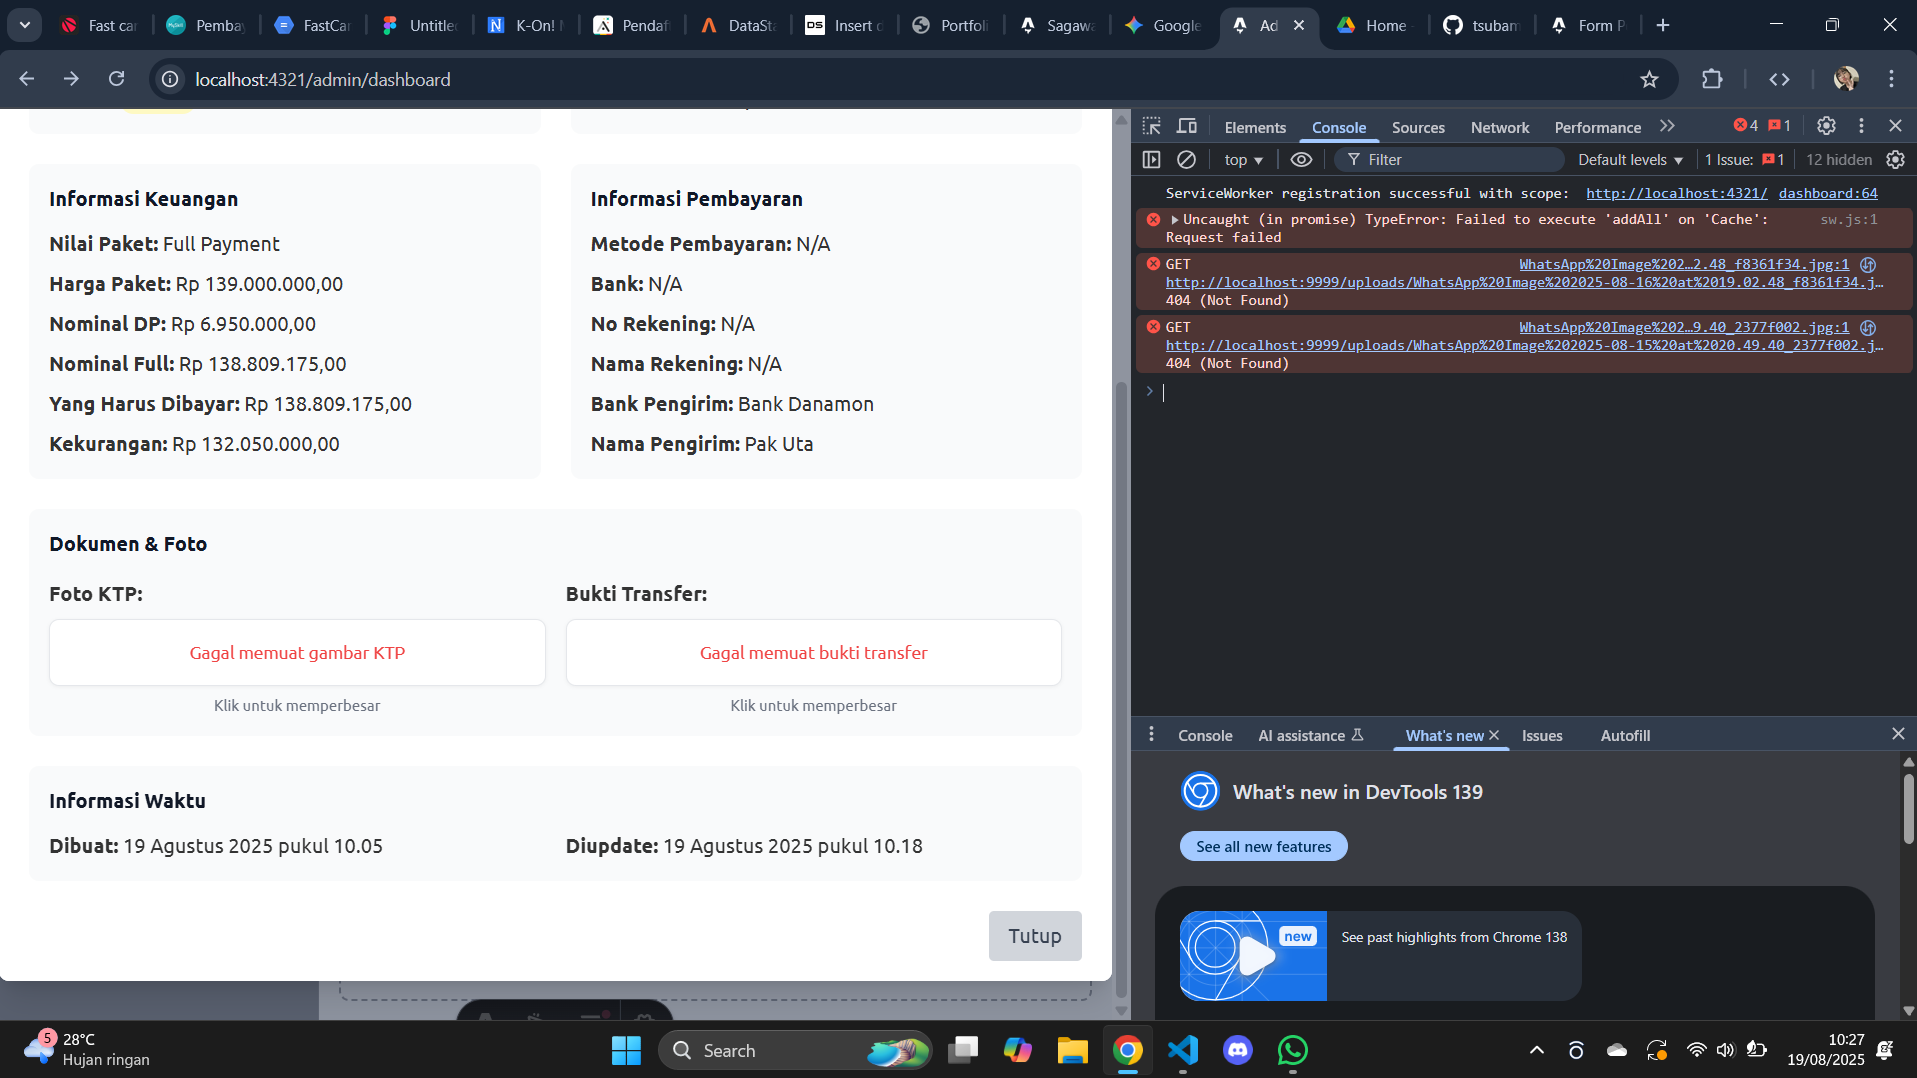 Fast car
Pembay
FastCar
Untitle
K-On! M
Pendaft
DataSta
Insert d
Portfoli
Sagawa
Google
Ad
Home -
tsubam
Form P
localhost:4321/admin/dashboard
Informasi Keuangan
Nilai Paket: Full Payment
Harga Paket: Rp 139.000.000,00
Nominal DP: Rp 6.950.000,00
Nominal Full: Rp 138.809.175,00
Yang Harus Dibayar: Rp 138.809.175,00
Kekurangan: Rp 132.050.000,00
Informasi Pembayaran
Metode Pembayaran: N/A
Bank: N/A
No Rekening: N/A
Nama Rekening: N/A
Bank Pengirim: Bank Danamon
Nama Pengirim: Pak Uta
Dokumen & Foto
Foto KTP:
Gagal memuat gambar KTP
Klik untuk memperbesar
Bukti Transfer:
Gagal memuat bukti transfer
Klik untuk memperbesar
Informasi Waktu
Dibuat: 19 Agustus 2025 pukul 10.05
Diupdate: 19 Agustus 2025 pukul 10.18
Tutup
Elements Console Sources Network Performance 4 1
top Filter Default levels 1 Issue: 1 12 hidden
ServiceWorker registration successful with scope: http://localhost:4321/ dashboard:64
Uncaught (in promise) TypeError: Failed to execute 'addAll' on 'Cache': sw.js:1
Request failed
GET WhatsApp%20Image%202…2.48_f8361f34.jpg:1
http://localhost:9999/uploads/WhatsApp%20Image%202025-08-16%20at%2019.02.48_f8361f34.j…
404 (Not Found)
GET WhatsApp%20Image%202…9.40_2377f002.jpg:1
http://localhost:9999/uploads/WhatsApp%20Image%202025-08-15%20at%2020.49.40_2377f002.j…
404 (Not Found)
Console AI assistance What's new Issues Autofill
What's new in DevTools 139
See all new features
new
See past highlights from Chrome 138
5
28°C
Hujan ringan
Search
10:27
19/08/2025